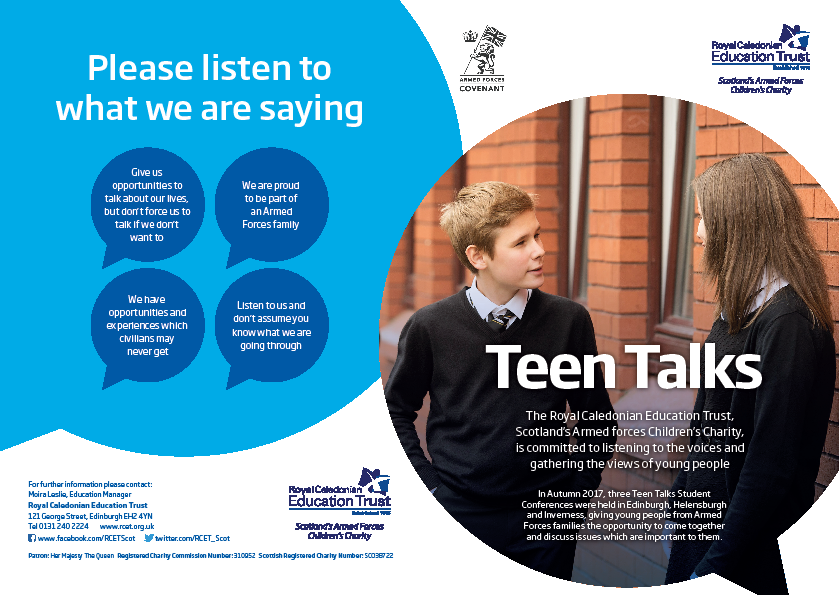 Please listen to
what we are saying
Give us
opportunities to
talk about our lives,
but don't force us to
talk if we don't
want to
We are proud
to be part of
an Armed
Forces family
We have
opportunities and
experiences which
civilians may
never get
Listen to us and
don't assume you
know what we are
going through
For further information please contact:
Moira Leslie, Education Manager
Royal Caledonian Education Trust
121 George Street, Edinburgh EH2 4YN
Tel 0131 240 2224 www.rcet.org.uk
www.facebook.com/RCETScot twitter.com/RCET_Scot
Patron: Her Majesty The Queen Registered Charity Commission Number: 310952 Scottish Registered Charity Number: SC038722
Royal Caledonian
Education Trust
Established 1815
Scotland's Armed Forces
Children's Charity
ARMED FORCES
COVENANT
Royal Caledonian
Education Trust
Established 1815
Scotland's Armed Forces
Children's Charity
Teen Talks
The Royal Caledonian Education Trust,
Scotland's Armed forces Children's Charity,
is committed to listening to the voices and
gathering the views of young people
In Autumn 2017, three Teen Talks Student
Conferences were held in Edinburgh, Helensburgh
and Inverness, giving young people from Armed
Forces families the opportunity to come together
and discuss issues which are important to them.